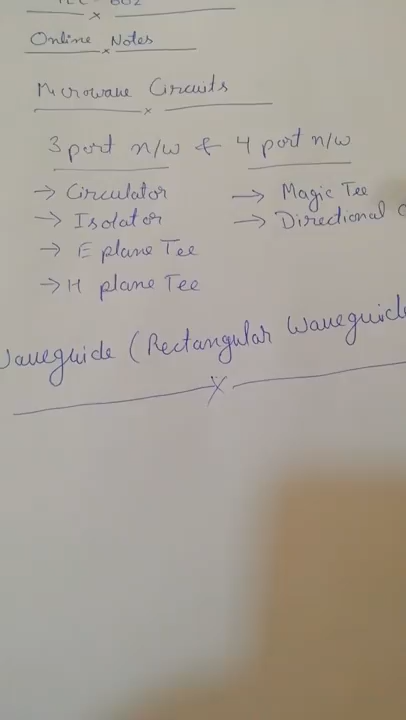 Online Notes
Microwave Circuits
3 port n/w & 4 port n/w
→ Circulator → Magic Tee
→ Isolator → Directional
→ E plane Tee
→ H plane Tee
Waveguide (Rectangular Waveguide